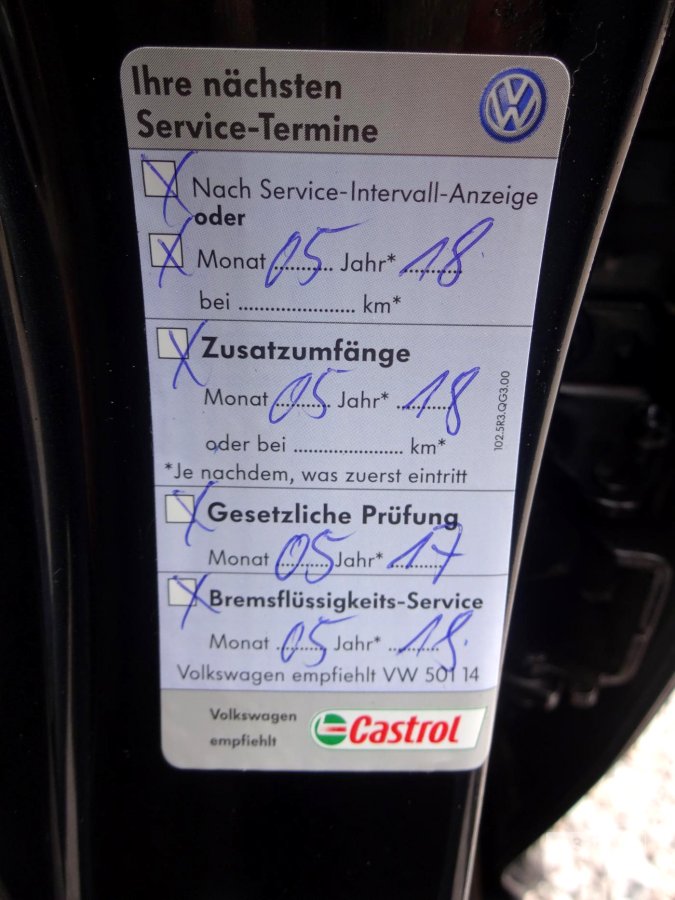 Ihre nächsten
Service-Termine
Nach Service-Intervall-Anzeige
oder
Monat 05 Jahr* 18
bei .................... km*
Zusatzumfänge
Monat 05 Jahr* 18
oder bei .................... km*
*Je nachdem, was zuerst eintritt
102.5R3.QG3.00
Gesetzliche Prüfung
Monat 05 Jahr* 17
Bremsflüssigkeits-Service
Monat 05 Jahr* 18
Volkswagen empfiehlt VW 501 14
Volkswagen
empfiehlt
Castrol